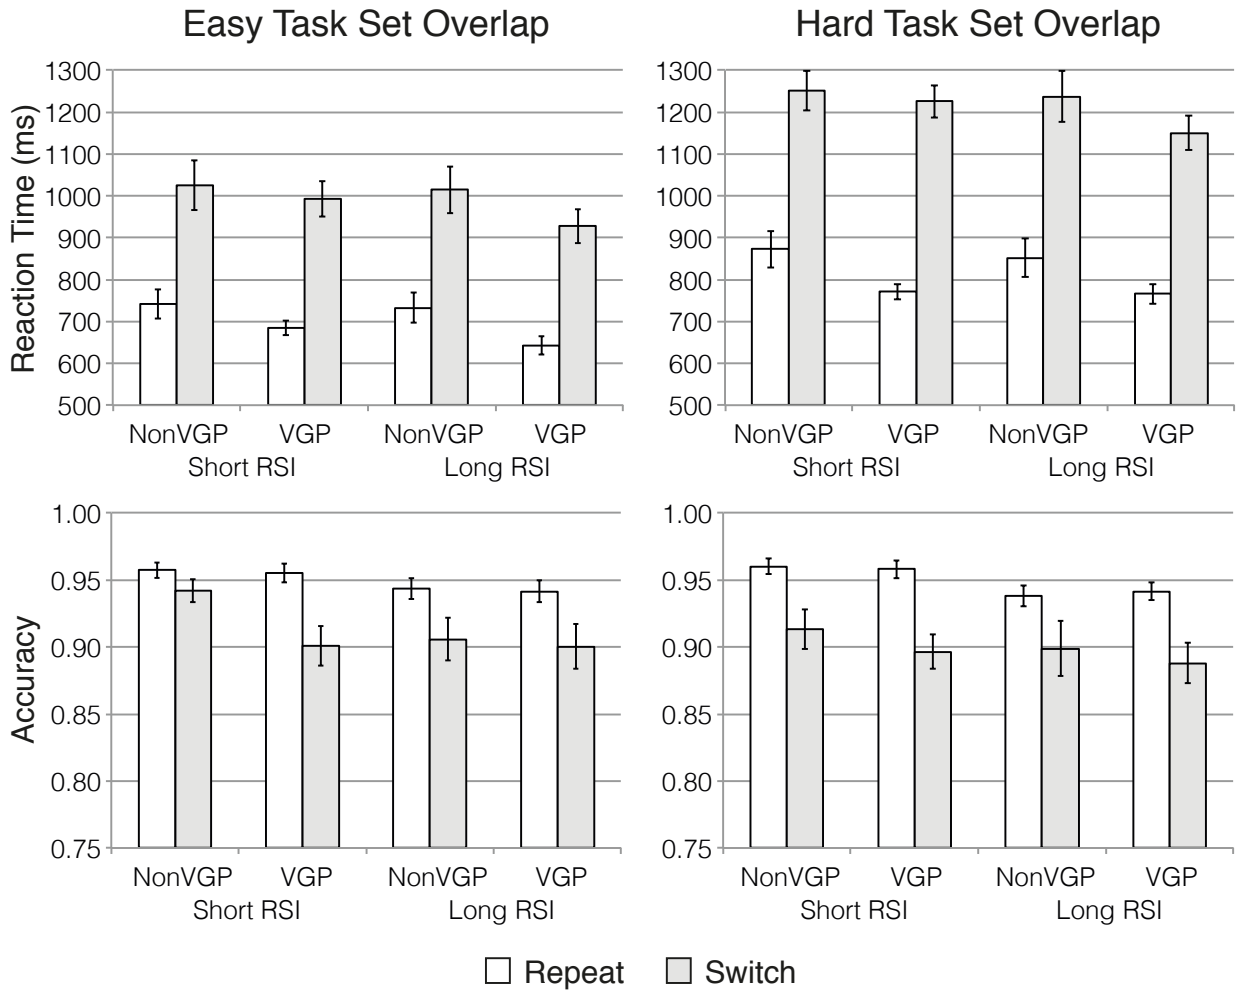 Easy Task Set Overlap
Hard Task Set Overlap
Reaction Time (ms)
1300
1200
1100
1000
900
800
700
600
500
NonVGP VGP NonVGP VGP
Short RSI Long RSI
1300
1200
1100
1000
900
800
700
600
500
NonVGP VGP NonVGP VGP
Short RSI Long RSI
Accuracy
1.00
0.95
0.90
0.85
0.80
0.75
NonVGP VGP NonVGP VGP
Short RSI Long RSI
1.00
0.95
0.90
0.85
0.80
0.75
NonVGP VGP NonVGP VGP
Short RSI Long RSI
Repeat Switch